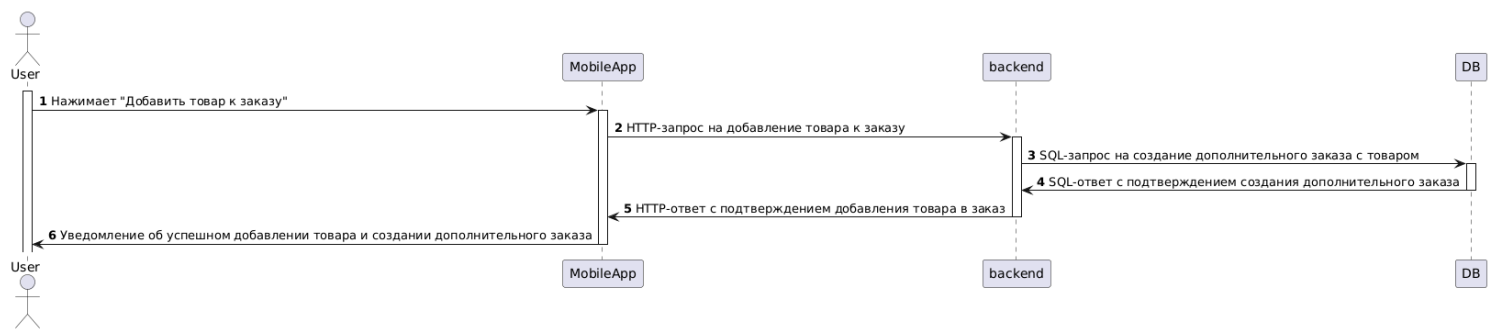 User
MobileApp
backend
DB
1 Нажимает "Добавить товар к заказу"
2 HTTP-запрос на добавление товара к заказу
3 SQL-запрос на создание дополнительного заказа с товаром
4 SQL-ответ с подтверждением создания дополнительного заказа
5 HTTP-ответ с подтверждением добавления товара в заказ
6 Уведомление об успешном добавлении товара и создании дополнительного заказа
User
MobileApp
backend
DB